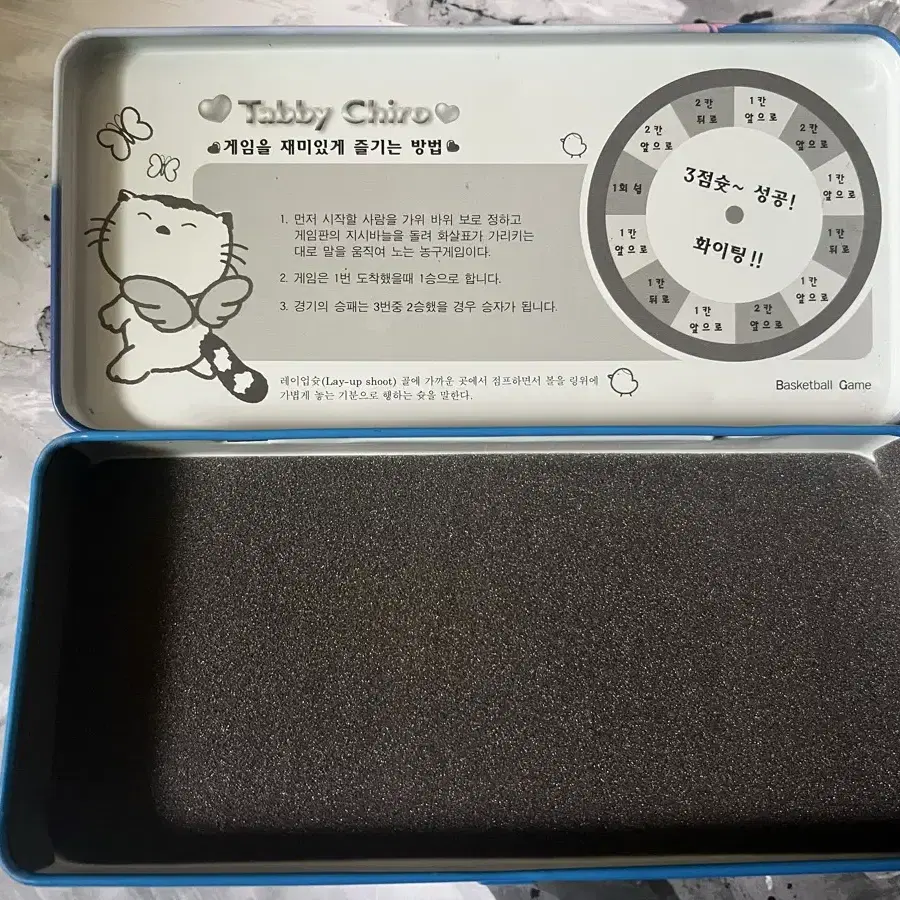 Tabby Chiro
게임을 재미있게 즐기는 방법
1. 먼저 시작할 사람을 가위 바위 보로 정하고
게임판의 지시바늘을 돌려 화살표가 가리키는
대로 말을 움직여 노는 농구게임이다.
2. 게임은 1번 도착했을때 1승으로 합니다.
3. 경기의 승패는 3번중 2승했을 경우 승자가 됩니다.
레이업슛(Lay-up shoot) 골에 가까운 곳에서 점프하면서 볼을 링위에
가볍게 놓는 기분으로 행하는 슛을 말한다.
3점슛~ 성공!
화이팅!!
1칸
앞으로
2칸
앞으로
1칸
앞으로
1칸
뒤로
1칸
앞으로
2칸
앞으로
1칸
앞으로
1칸
뒤로
1칸
앞으로
1회 쉼
2칸
앞으로
2칸
뒤로
Basketball Game